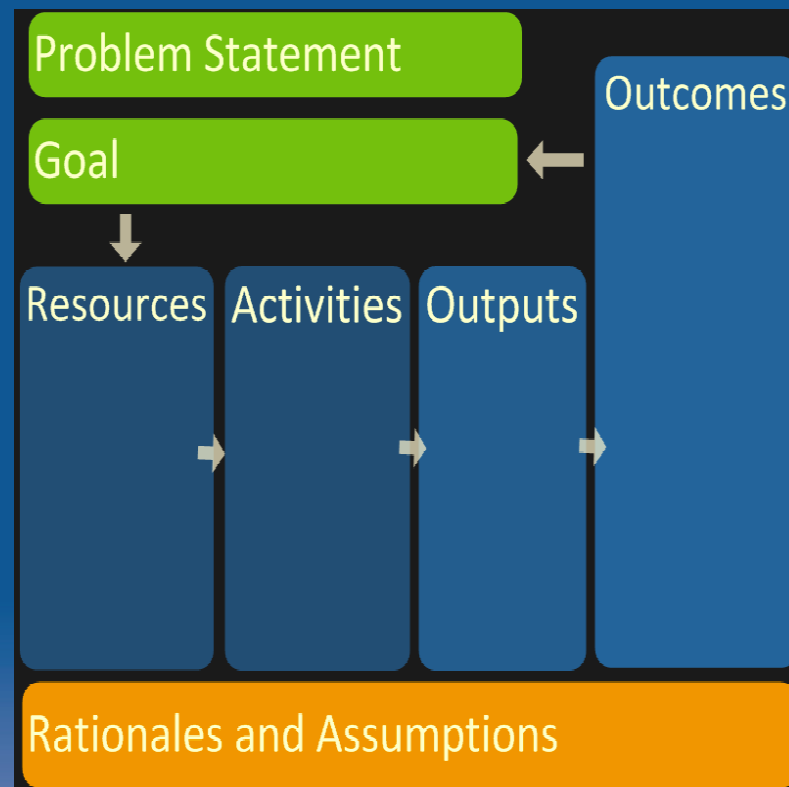 Problem Statement
Outcomes
Goal
Resources
Activities
Outputs
Rationales and Assumptions